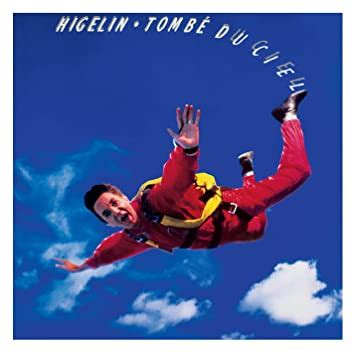 HIGELIN • TOMBÉ DU CIEL